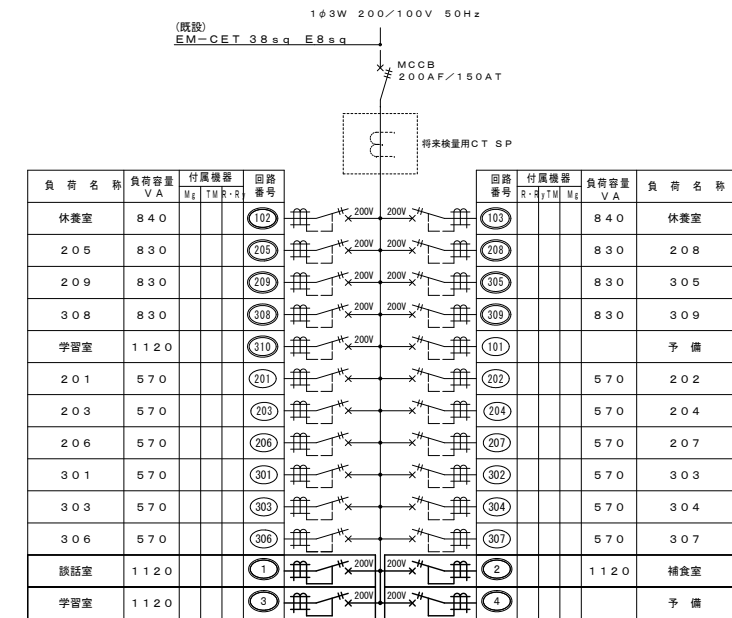 1φ3W 200/100V 50Hz
(既設)
EM-CET 38sq E8sq
MCCB
200AF/150AT
将来検量用CT SP
負荷名称 負荷容量 VA 付属機器 Mg TM R・Ry 回路番号 回路番号 付属機器 R・Ry TM Mg 負荷容量 VA 負荷名称
休養室 840 102 200V 200V 103 840 休養室
205 830 205 200V 200V 208 830 208
209 830 209 200V 200V 305 830 305
308 830 308 200V 200V 309 830 309
学習室 1120 310 200V 101 予備
201 570 201 202 570 202
203 570 203 204 570 204
206 570 206 207 570 207
301 570 301 302 570 303
303 570 303 304 570 304
306 570 306 307 570 307
談話室 1120 1 200V 200V 2 1120 補食室
学習室 1120 3 200V 200V 4 予備